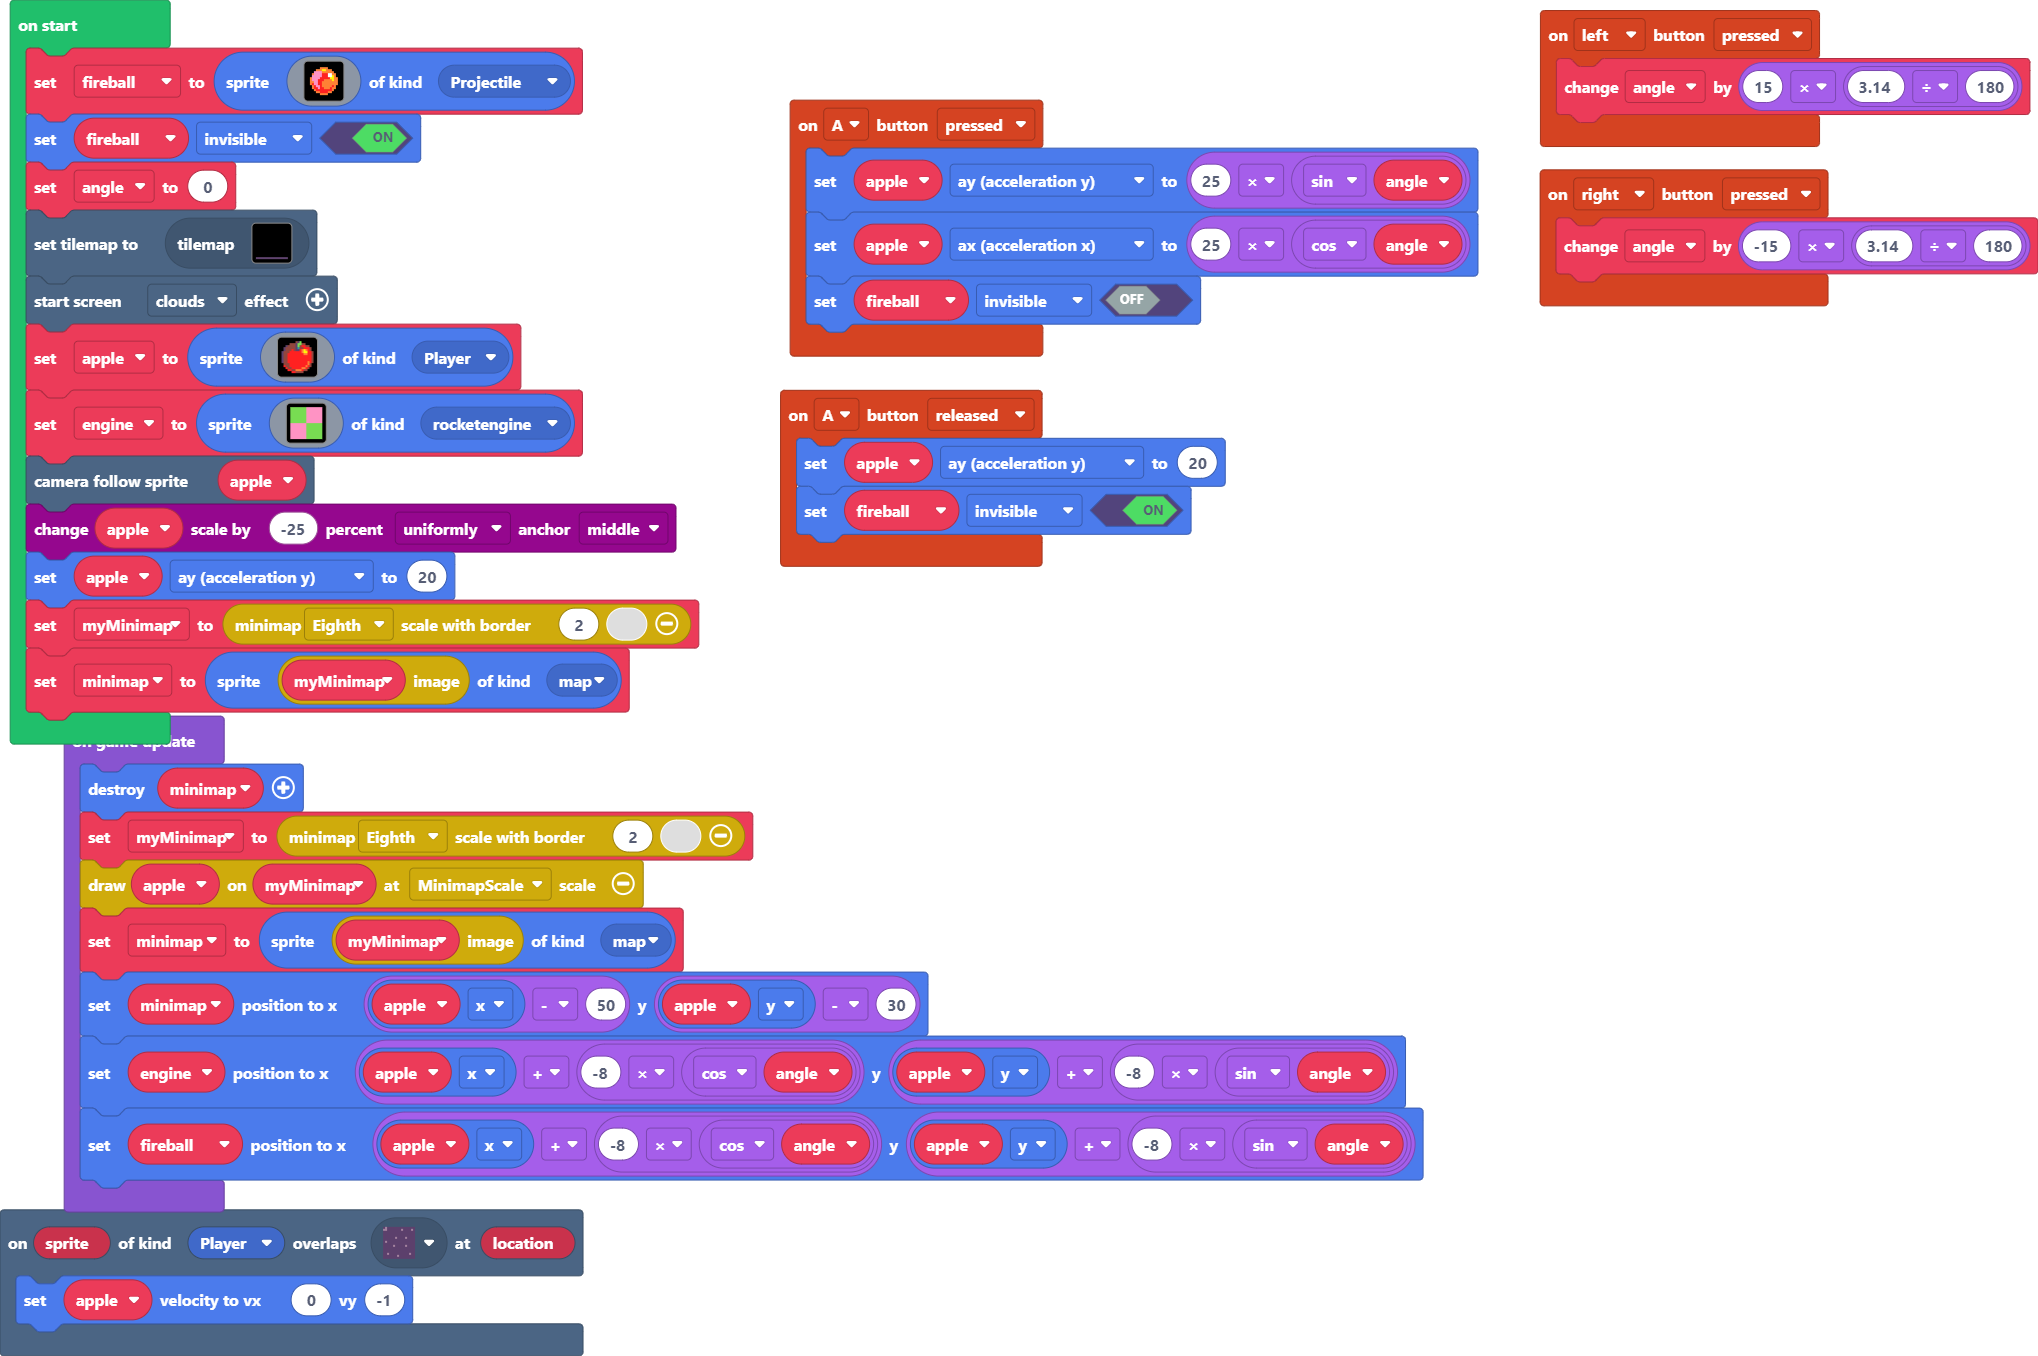 on start
set fireball to sprite of kind Projectile
set fireball invisible ON
set angle to 0
set tilemap to tilemap
start screen clouds effect
set apple to sprite of kind Player
set engine to sprite of kind rocketengine
camera follow sprite apple
change apple scale by -25 percent uniformly anchor middle
set apple ay (acceleration y) to 20
set myMinimap to minimap Eighth scale with border 2
set minimap to sprite myMinimap image of kind map
on game update
destroy minimap
set myMinimap to minimap Eighth scale with border 2
draw apple on myMinimap at MinimapScale scale
set minimap to sprite myMinimap image of kind map
set minimap position to x apple x - 50 y apple y - 30
set engine position to x apple x + -8 × cos angle y apple y + -8 × sin angle
set fireball position to x apple x + -8 × cos angle y apple y + -8 × sin angle
on sprite of kind Player overlaps at location
set apple velocity to vx 0 vy -1
on A button pressed
set apple ay (acceleration y) to 25 × sin angle
set apple ax (acceleration x) to 25 × cos angle
set fireball invisible OFF
on A button released
set apple ay (acceleration y) to 20
set fireball invisible ON
on left button pressed
change angle by 15 × 3.14 ÷ 180
on right button pressed
change angle by -15 × 3.14 ÷ 180